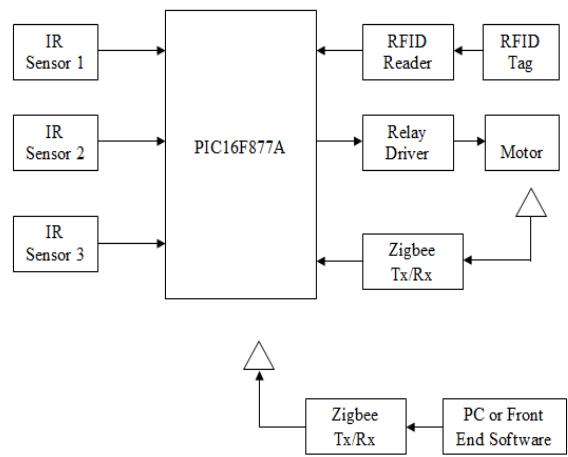 IR
Sensor 1
RFID
Reader
RFID
Tag
IR
Sensor 2
PIC16F877A
Relay
Driver
Motor
IR
Sensor 3
Zigbee
Tx/Rx
Zigbee
Tx/Rx
PC or Front
End Software